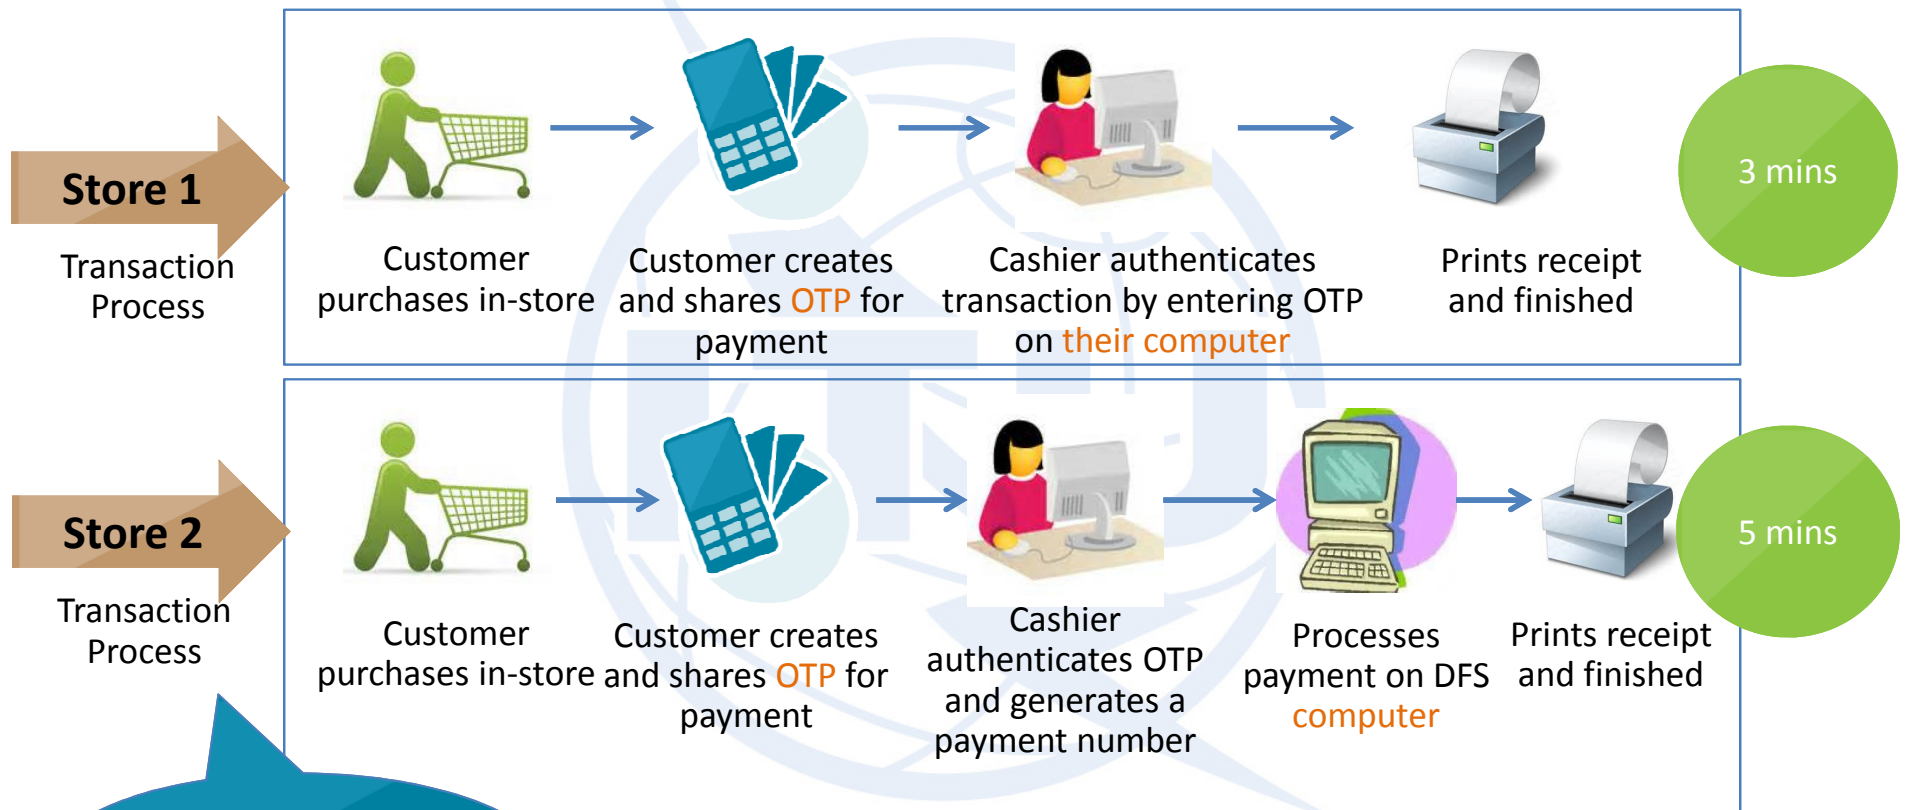 Store 1
Transaction
Process
Customer
purchases in-store
Customer creates
and shares OTP for
payment
Cashier authenticates
transaction by entering OTP
on their computer
Prints receipt
and finished
3 mins
Store 2
Transaction
Process
Customer
purchases in-store
Customer creates
and shares OTP for
payment
Cashier
authenticates OTP
and generates a
payment number
Processes
payment on DFS
computer
Prints receipt
and finished
5 mins
ITU